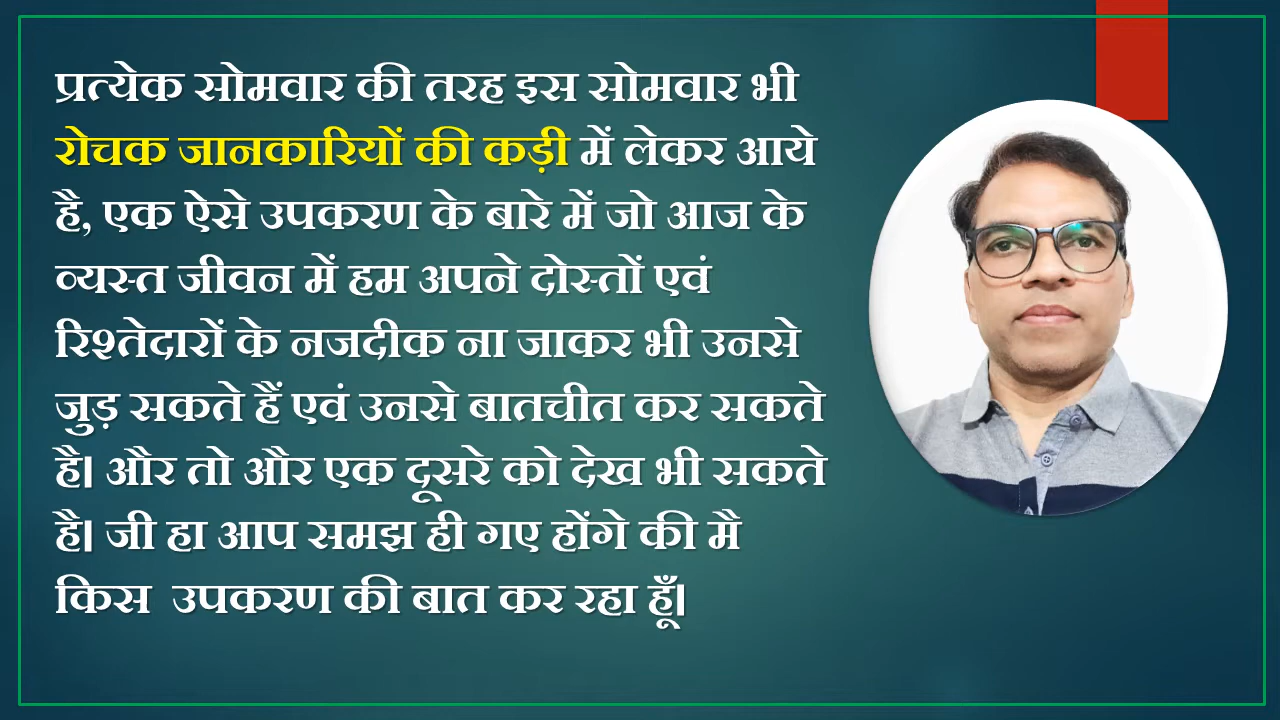 प्रत्येक सोमवार की तरह इस सोमवार भी
रोचक जानकारियों की कड़ी में लेकर आये
है, एक ऐसे उपकरण के बारे में जो आज के
व्यस्त जीवन में हम अपने दोस्तों एवं
रिश्तेदारों के नजदीक ना जाकर भी उनसे
जुड़ सकते हैं एवं उनसे बातचीत कर सकते
है। और तो और एक दूसरे को देख भी सकते
है। जी हा आप समझ ही गए होंगे की मै
किस उपकरण की बात कर रहा हूँ।